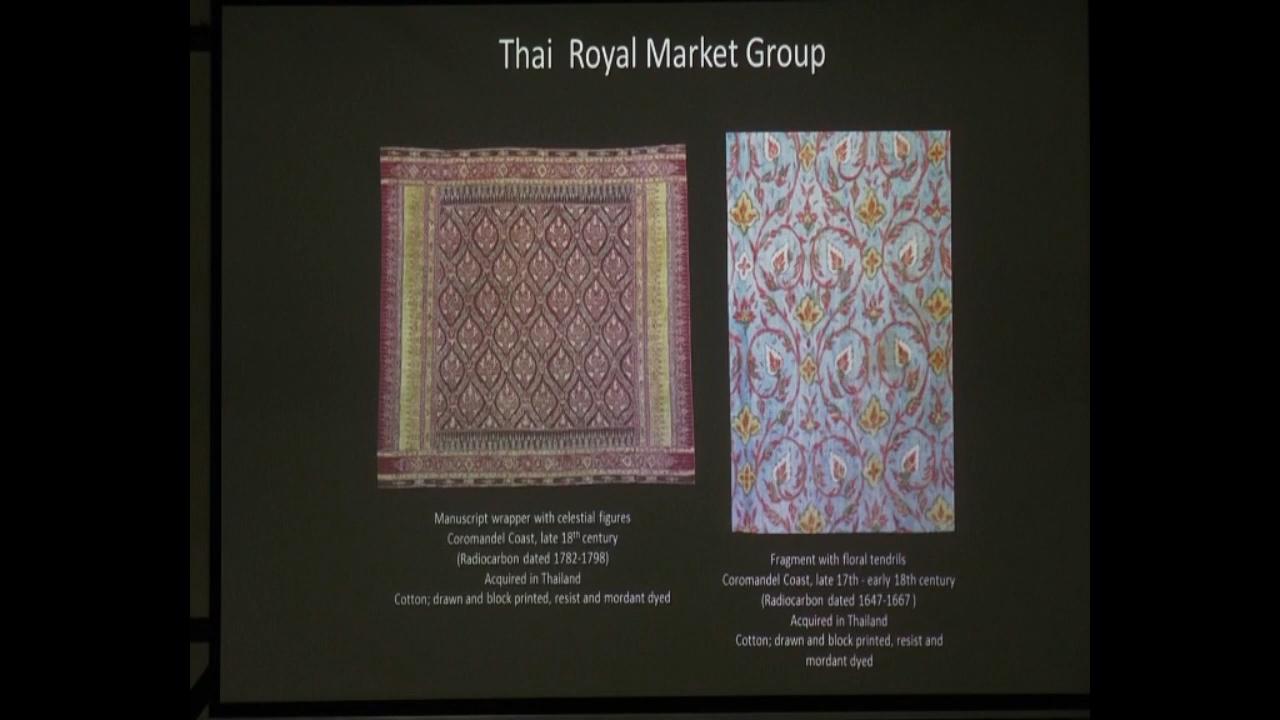 Thai Royal Market Group
Manuscript wrapper with celestial figures
Coromandel Coast, late 18th century
(Radiocarbon dated 1782-1798)
Acquired in Thailand
Cotton; drawn and block printed, resist and mordant dyed
Fragment with floral tendrils
Coromandel Coast, late 17th - early 18th century
(Radiocarbon dated 1647-1667 )
Acquired in Thailand
Cotton; drawn and block printed, resist and
mordant dyed